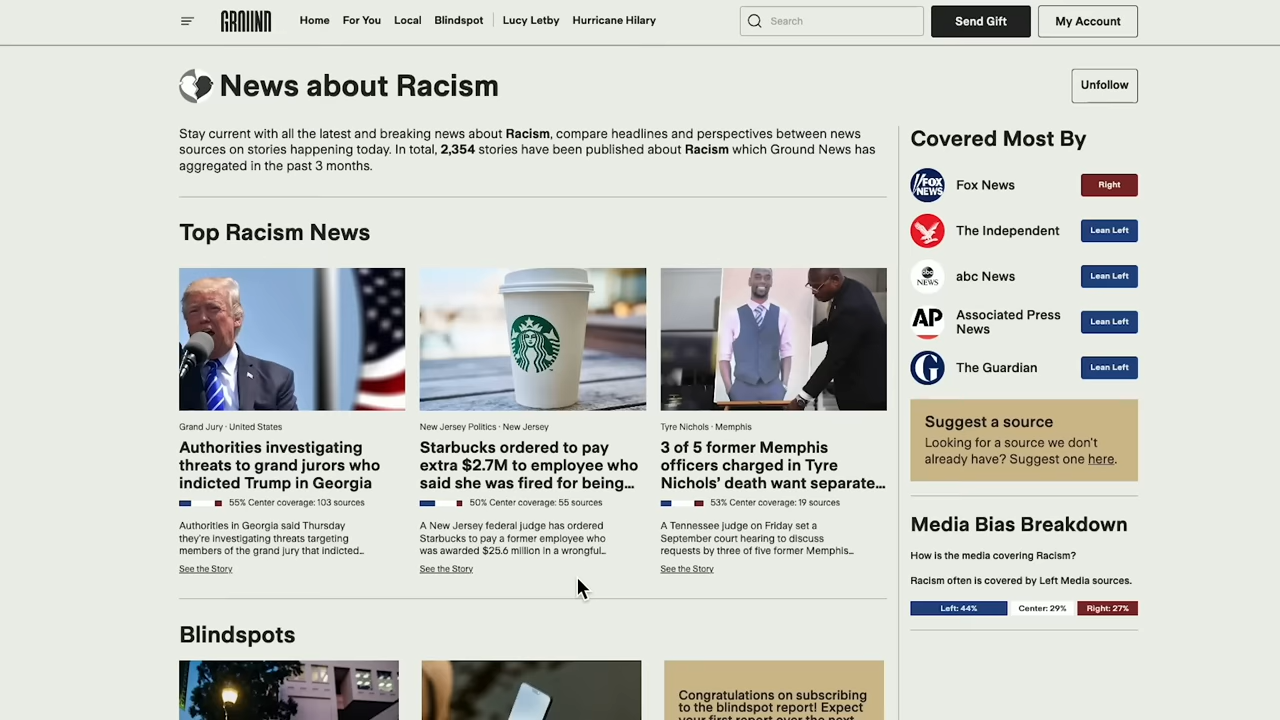 GROUND
Home
For You
Local
Blindspot
Lucy Letby
Hurricane Hilary
Search
Send Gift
My Account
News about Racism
Unfollow
Stay current with all the latest and breaking news about Racism, compare headlines and perspectives between news
sources on stories happening today. In total, 2,354 stories have been published about Racism which Ground News has
aggregated in the past 3 months.
Top Racism News
Grand Jury · United States
Authorities investigating
threats to grand jurors who
indicted Trump in Georgia
55% Center coverage: 103 sources
Authorities in Georgia said Thursday
they're investigating threats targeting
members of the grand jury that indicted...
See the Story
New Jersey Politics · New Jersey
Starbucks ordered to pay
extra $2.7M to employee who
said she was fired for being...
50% Center coverage: 55 sources
A New Jersey federal judge has ordered
Starbucks to pay a former employee who
was awarded $25.6 million in a wrongful...
See the Story
Tyre Nichols · Memphis
3 of 5 former Memphis
officers charged in Tyre
Nichols' death want separate...
53% Center coverage: 19 sources
A Tennessee judge on Friday set a
September court hearing to discuss
requests by three of five former Memphis...
See the Story
Blindspots
Congratulations on subscribing
to the blindspot report! Expect
your first report over the next
Covered Most By
FOX NEWS
Fox News
Right
The Independent
Lean Left
abc NEWS
abc News
Lean Left
AP
Associated Press
News
Lean Left
G
The Guardian
Lean Left
Suggest a source
Looking for a source we don't
already have? Suggest one here.
Media Bias Breakdown
How is the media covering Racism?
Racism often is covered by Left Media sources.
Left: 44%
Center: 29%
Right: 27%